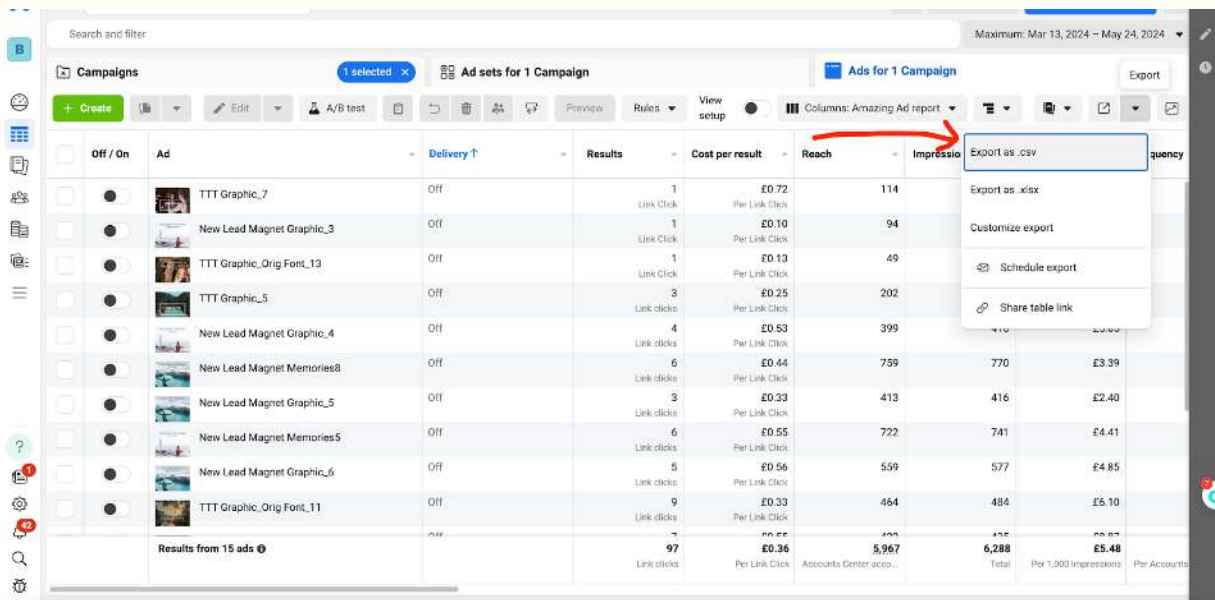 Search and filter
Maximum: Mar 13, 2024 – May 24, 2024
B
Campaigns
1 selected ×
Ad sets for 1 Campaign
Ads for 1 Campaign
Export
+ Create
Edit
A/B test
Preview
Rules
View setup
Columns: Amazing Ad report
Off / On
Ad
Delivery ↑
Results
Cost per result
Reach
Impressio
quency
Export as .csv
Export as .xlsx
Customize export
Schedule export
Share table link
TTT Graphic_7
Off
1
£0.72
114
Link Click
Per Link Click
New Lead Magnet Graphic_3
Off
1
£0.10
94
Link Click
Per Link Click
TTT Graphic_Orig Font_13
Off
1
£0.13
49
Link Click
Per Link Click
TTT Graphic_5
Off
3
£0.25
202
Link clicks
Per Link Click
New Lead Magnet Graphic_4
Off
4
£0.53
399
Link clicks
Per Link Click
New Lead Magnet Memories8
Off
6
£0.44
759
770
£3.39
Link clicks
Per Link Click
New Lead Magnet Graphic_5
Off
3
£0.33
413
416
£2.40
Link clicks
Per Link Click
New Lead Magnet Memories5
Off
6
£0.55
722
741
£4.41
Link clicks
Per Link Click
New Lead Magnet Graphic_6
Off
5
£0.56
559
577
£4.85
Link clicks
Per Link Click
TTT Graphic_Orig Font_11
Off
9
£0.33
464
484
£6.10
Link clicks
Per Link Click
Results from 15 ads
97
£0.36
5,967
6,288
£5.48
Link clicks
Per Link Click
Accounts Center acco...
Total
Per 1,000 Impressions
Per Accounts
1
42
7